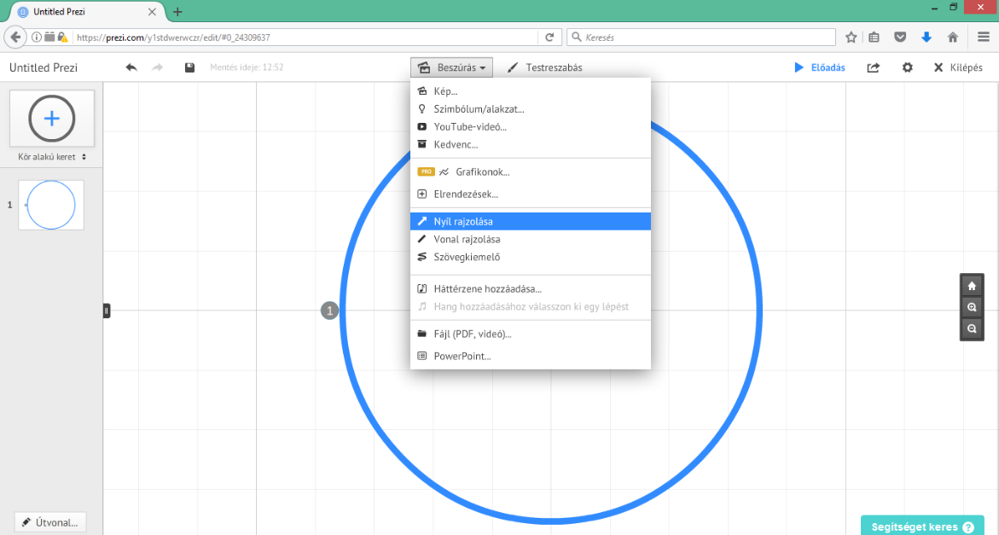 Untitled Prezi
https://prezi.com/y1stdwerwczr/edit/#0_24309637
Keresés
Untitled Prezi
Mentés ideje: 12:52
Beszúrás
Testreszabás
Előadás
Kilépés
Kör alakú keret
1
Kép...
Szimbólum/alakzat...
YouTube-videó...
Kedvenc...
PRO Grafikonok...
Elrendezések...
Nyíl rajzolása
Vonal rajzolása
Szövegkiemelő
Háttérzene hozzáadása...
Hang hozzáadásához válasszon ki egy lépést
Fájl (PDF, videó)...
PowerPoint...
1
Útvonal...
Segítséget keres ?